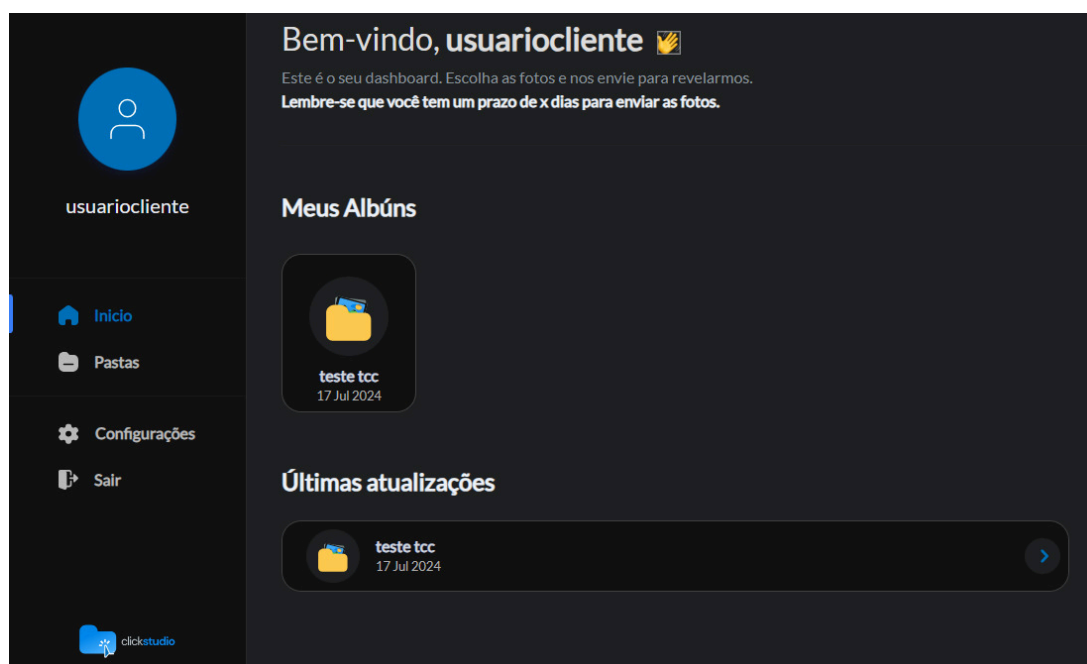 Bem-vindo, usuariocliente 👋
Este é o seu dashboard. Escolha as fotos e nos envie para revelarmos.
Lembre-se que você tem um prazo de x dias para enviar as fotos.
usuariocliente
Inicio
Pastas
Configurações
Sair
clickstudio
Meus Albúns
teste tcc
17 Jul 2024
Últimas atualizações
teste tcc
17 Jul 2024